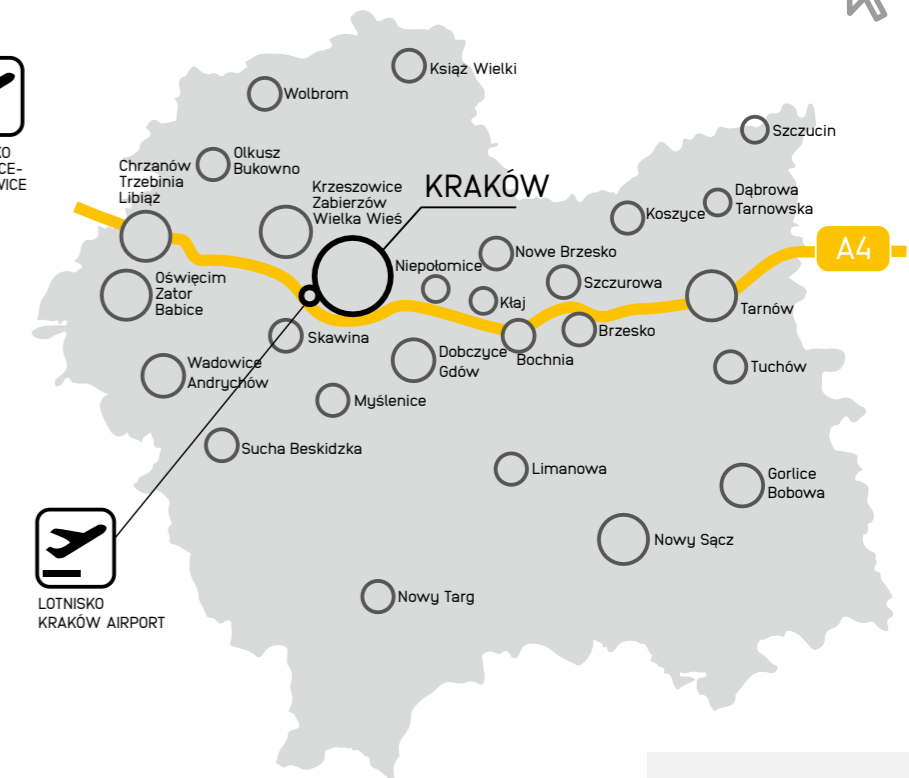 Książ Wielki
Wolbrom
Szczucin
Olkusz
Bukowno
Chrzanów
Trzebinia
Libiąż
Krzeszowice
Zabierzów
Wielka Wieś
KRAKÓW
Dąbrowa
Tarnowska
Koszyce
A4
Nowe Brzesko
Niepołomice
Oświęcim
Zator
Babice
Szczurowa
Kłaj
Tarnów
Skawina
Brzesko
Dobczyce
Gdów
Bochnia
Wadowice
Andrychów
Tuchów
Myślenice
Sucha Beskidzka
Limanowa
Gorlice
Bobowa
Nowy Sącz
Nowy Targ
LOTNISKO
KRAKÓW AIRPORT